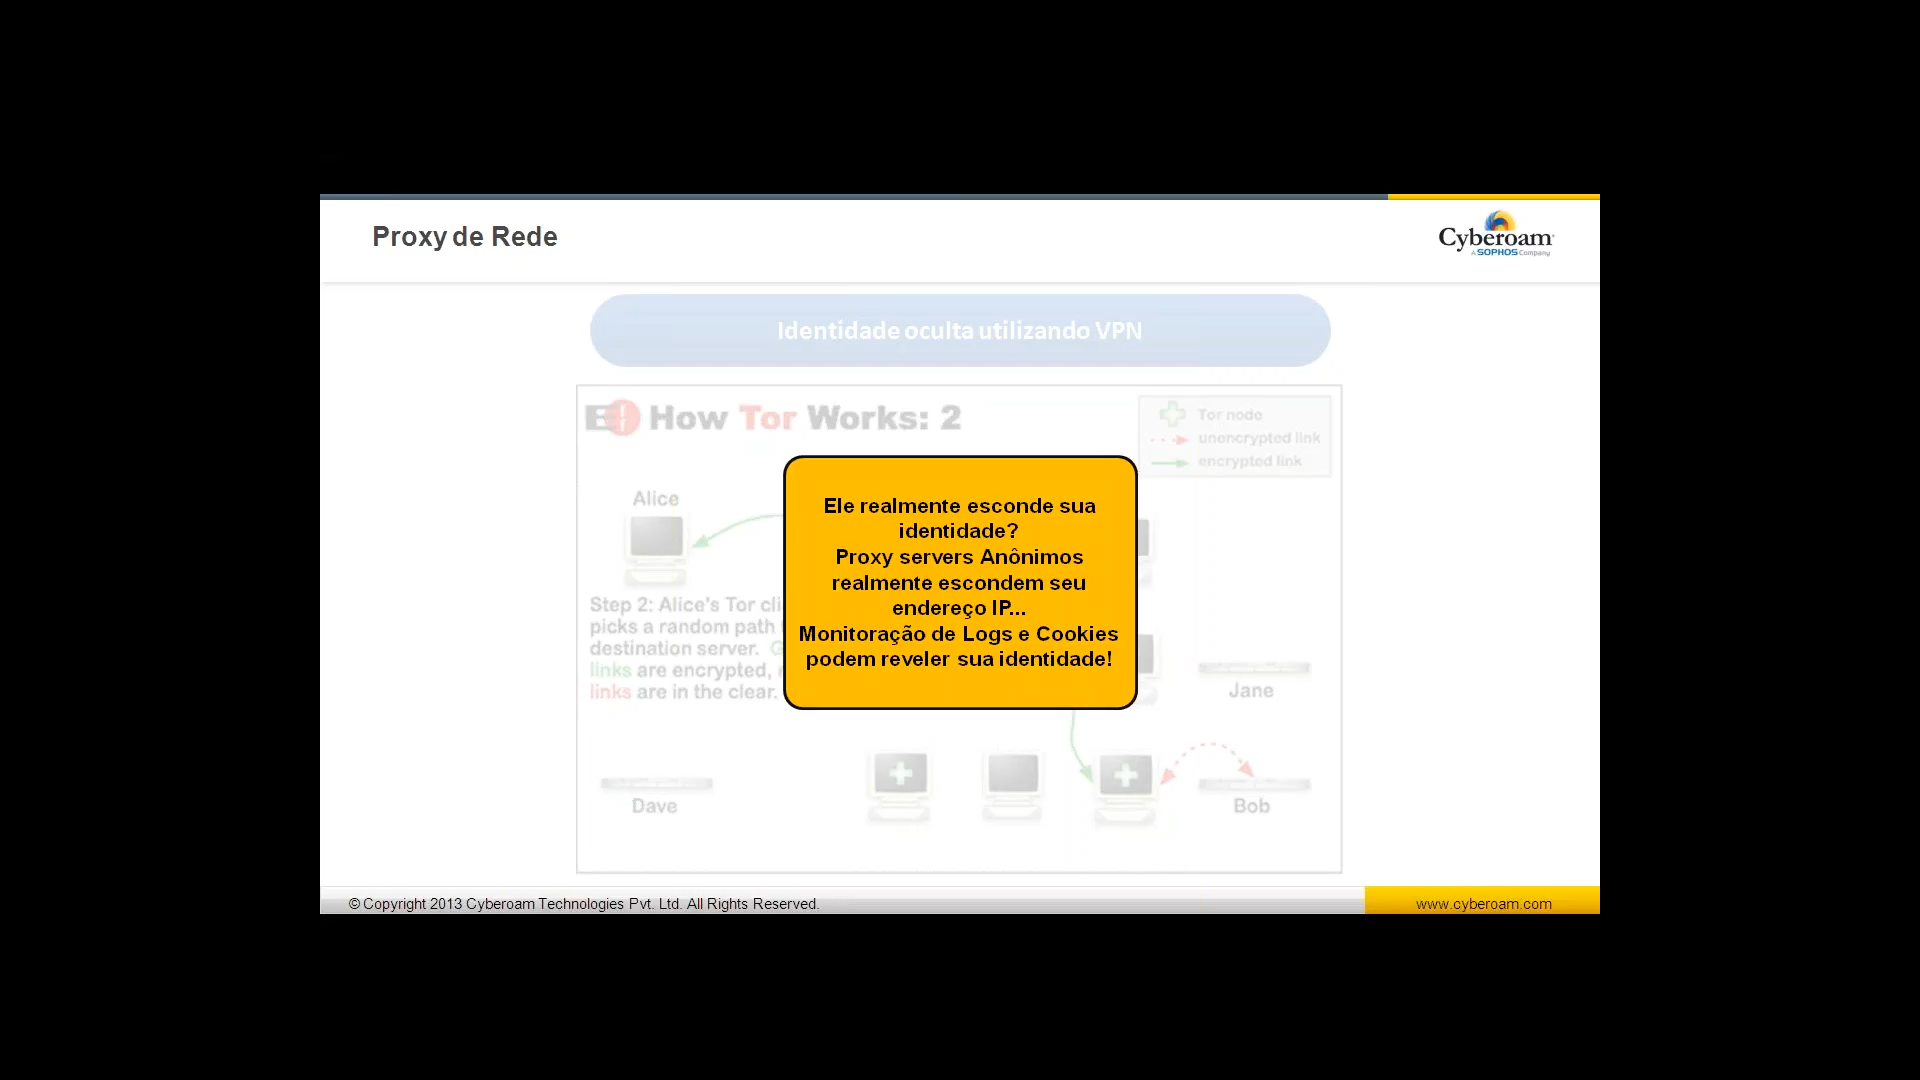 Proxy de Rede
Cyberoam
A SOPHOS Company
Identidade oculta utilizando VPN
EFF How Tor Works: 2
Tor node
unencrypted link
encrypted link
Alice
Step 2: Alice's Tor cli
picks a random path
destination server. G
links are encrypted,
links are in the clear.
Ele realmente esconde sua
identidade?
Proxy servers Anônimos
realmente escondem seu
endereço IP...
Monitoração de Logs e Cookies
podem reveler sua identidade!
Jane
Dave
Bob
© Copyright 2013 Cyberoam Technologies Pvt. Ltd. All Rights Reserved.
www.cyberoam.com